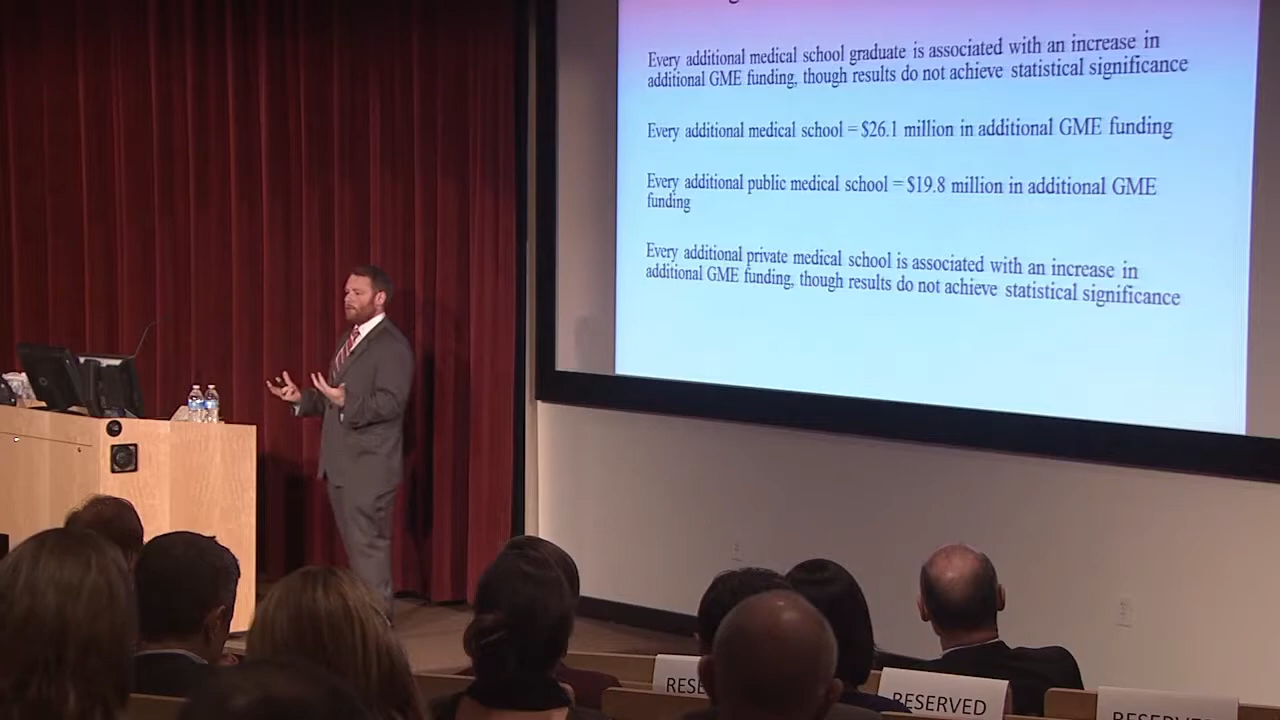 Every additional medical school graduate is associated with an increase in
additional GME funding, though results do not achieve statistical significance
Every additional medical school = $26.1 million in additional GME funding
Every additional public medical school = $19.8 million in additional GME
funding
Every additional private medical school is associated with an increase in
additional GME funding, though results do not achieve statistical significance
RESERVED